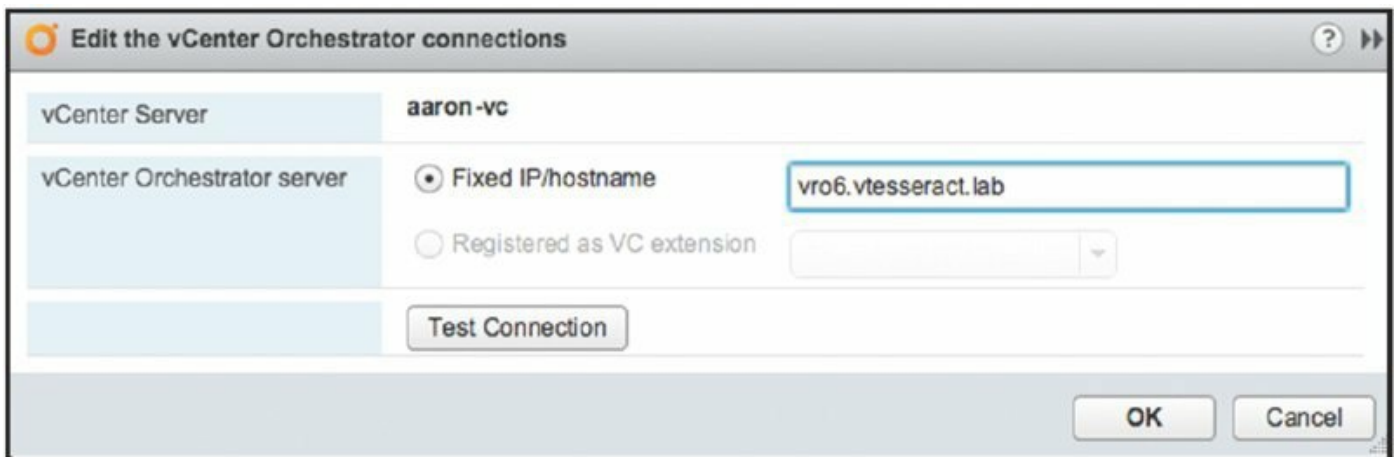 Edit the vCenter Orchestrator connections ?
vCenter Server aaron-vc
vCenter Orchestrator server Fixed IP/hostname vro6.vtesseract.lab
Registered as VC extension
Test Connection
OK Cancel